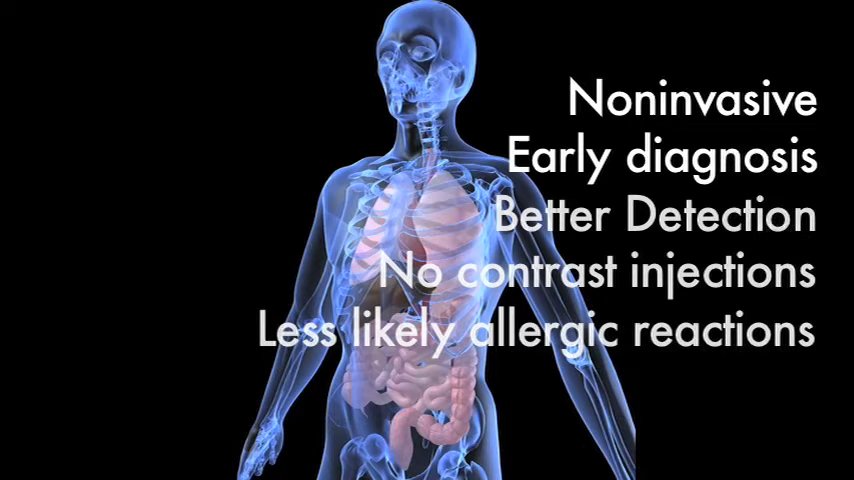 Noninvasive
Early diagnosis
Better Detection
No contrast injections
Less likely allergic reactions